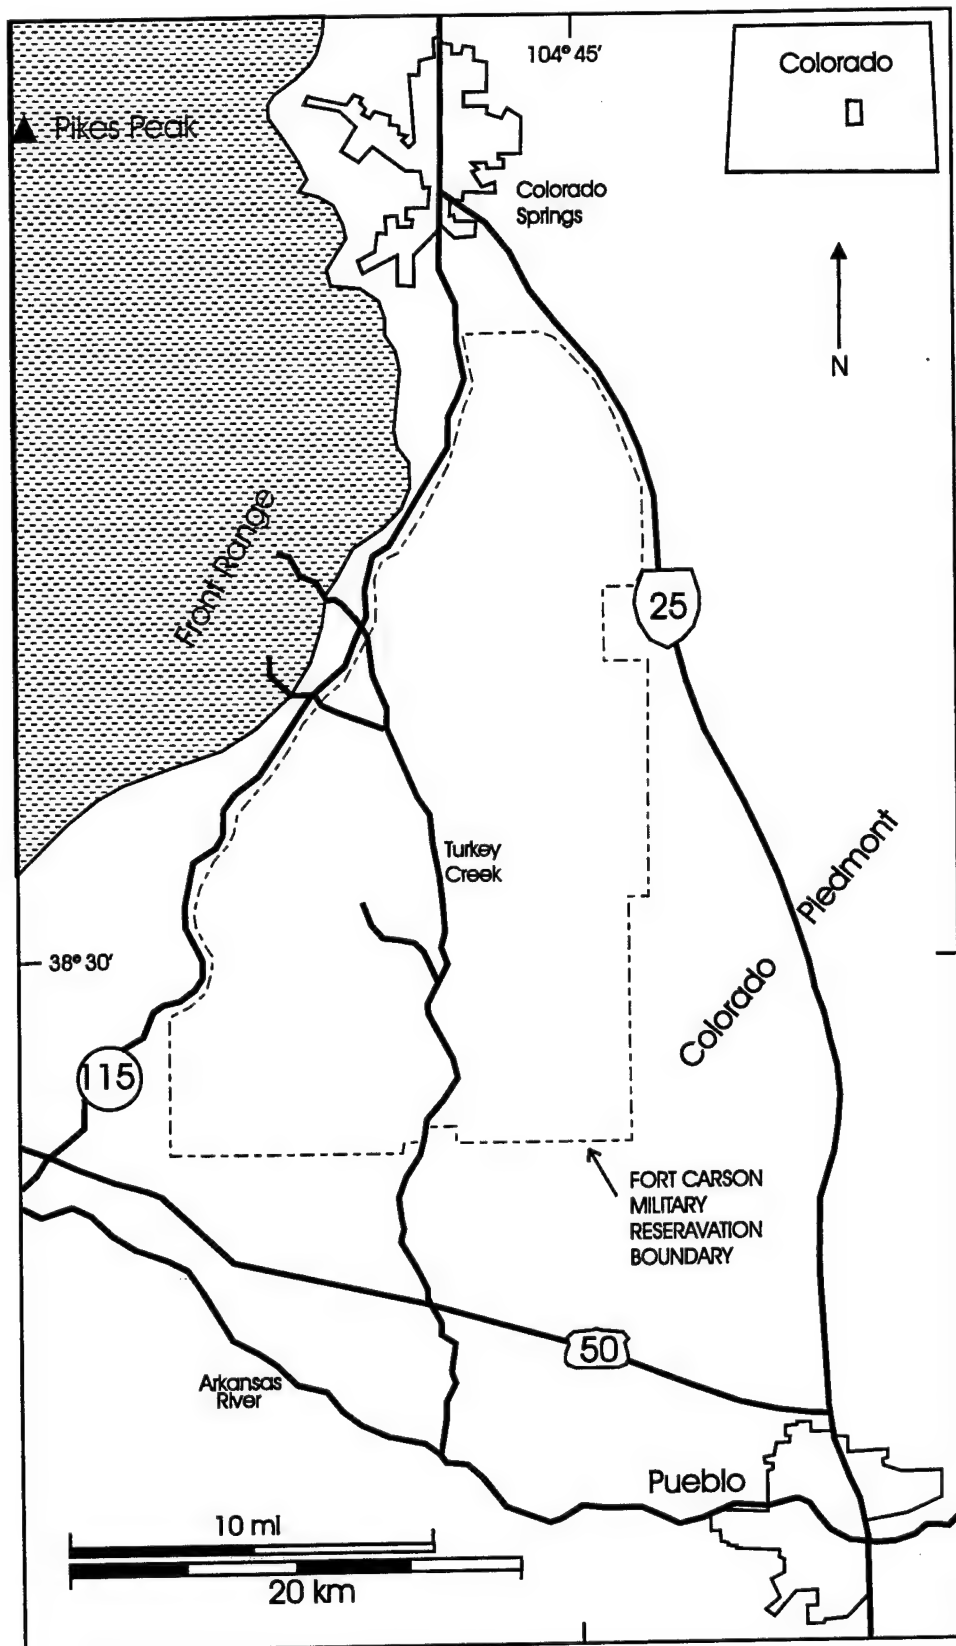 104° 45'
Colorado
Pikes Peak
Colorado
Springs
N
Front Range
25
Turkey
Creek
Colorado Piedmont
38° 30'
115
FORT CARSON
MILITARY
RESERAVATION
BOUNDARY
50
Arkansas
River
Pueblo
10 mi
20 km